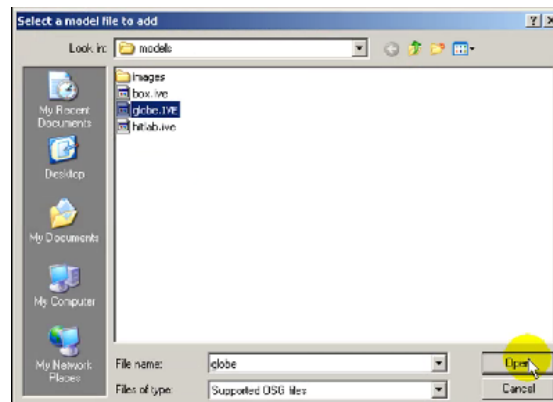 Select a model file to add
Look in: models
images
box.ive
globe.IVE
hitlab.ive
My Recent
Documents
Desktop
My Documents
My Computer
My Network
Places
File name: globe Open
Files of type: Supported OSG files Cancel